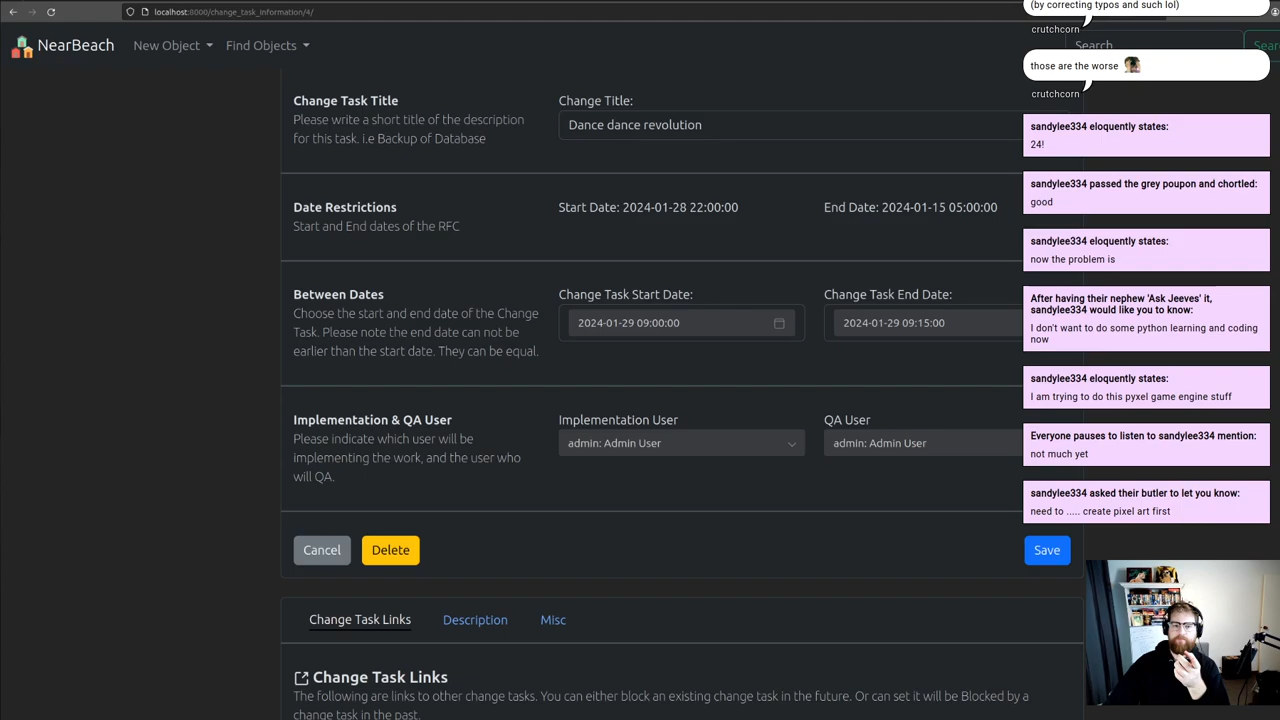 localhost:8000/change_task_information/4/
NearBeach
New Object
Find Objects
Search
Sear
Change Task Title
Please write a short title of the description
for this task. i.e Backup of Database
Change Title:
Dance dance revolution
Date Restrictions
Start and End dates of the RFC
Start Date: 2024-01-28 22:00:00
End Date: 2024-01-15 05:00:00
Between Dates
Choose the start and end date of the Change
Task. Please note the end date can not be
earlier than the start date. They can be equal.
Change Task Start Date:
2024-01-29 09:00:00
Change Task End Date:
2024-01-29 09:15:00
Implementation & QA User
Please indicate which user will be
implementing the work, and the user who
will QA.
Implementation User
admin: Admin User
QA User
admin: Admin User
Cancel
Delete
Save
Change Task Links
Description
Misc
Change Task Links
The following are links to other change tasks. You can either block an existing change task in the future. Or can set it will be Blocked by a
change task in the past.
(by correcting typos and such lol)
crutchcorn
those are the worse
crutchcorn
sandylee334 eloquently states:
24!
sandylee334 passed the grey poupon and chortled:
good
sandylee334 eloquently states:
now the problem is
After having their nephew 'Ask Jeeves' it,
sandylee334 would like you to know:
I don't want to do some python learning and coding
now
sandylee334 eloquently states:
I am trying to do this pyxel game engine stuff
Everyone pauses to listen to sandylee334 mention:
not much yet
sandylee334 asked their butler to let you know:
need to ..... create pixel art first